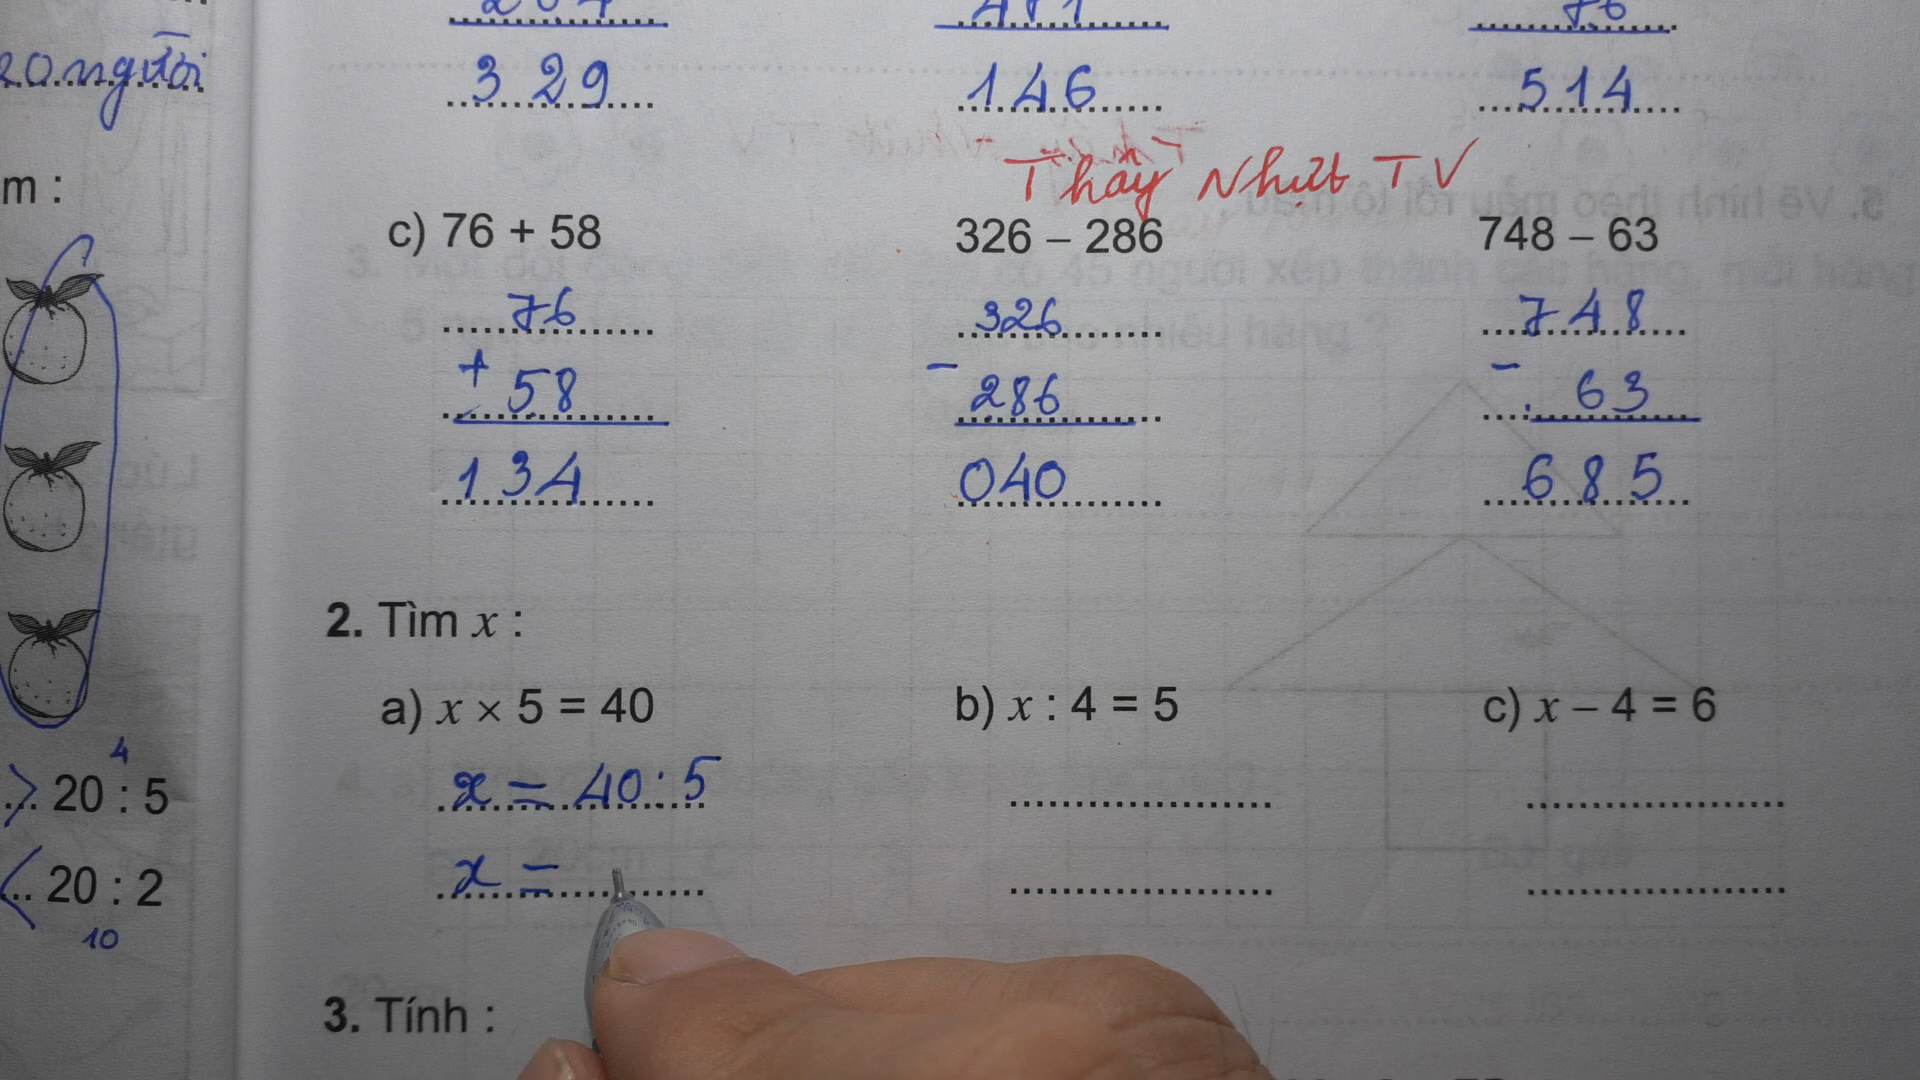 20 người
m :
> 20 : 5
4
< 20 : 2
10
329
146
514
Thầy Nhựt TV
c) 76 + 58
326 – 286
748 – 63
76
+ 58
134
326
- 286
040
748
- 63
685
2. Tìm x :
a) x × 5 = 40
b) x : 4 = 5
c) x – 4 = 6
x = 40 : 5
x =
3. Tính :